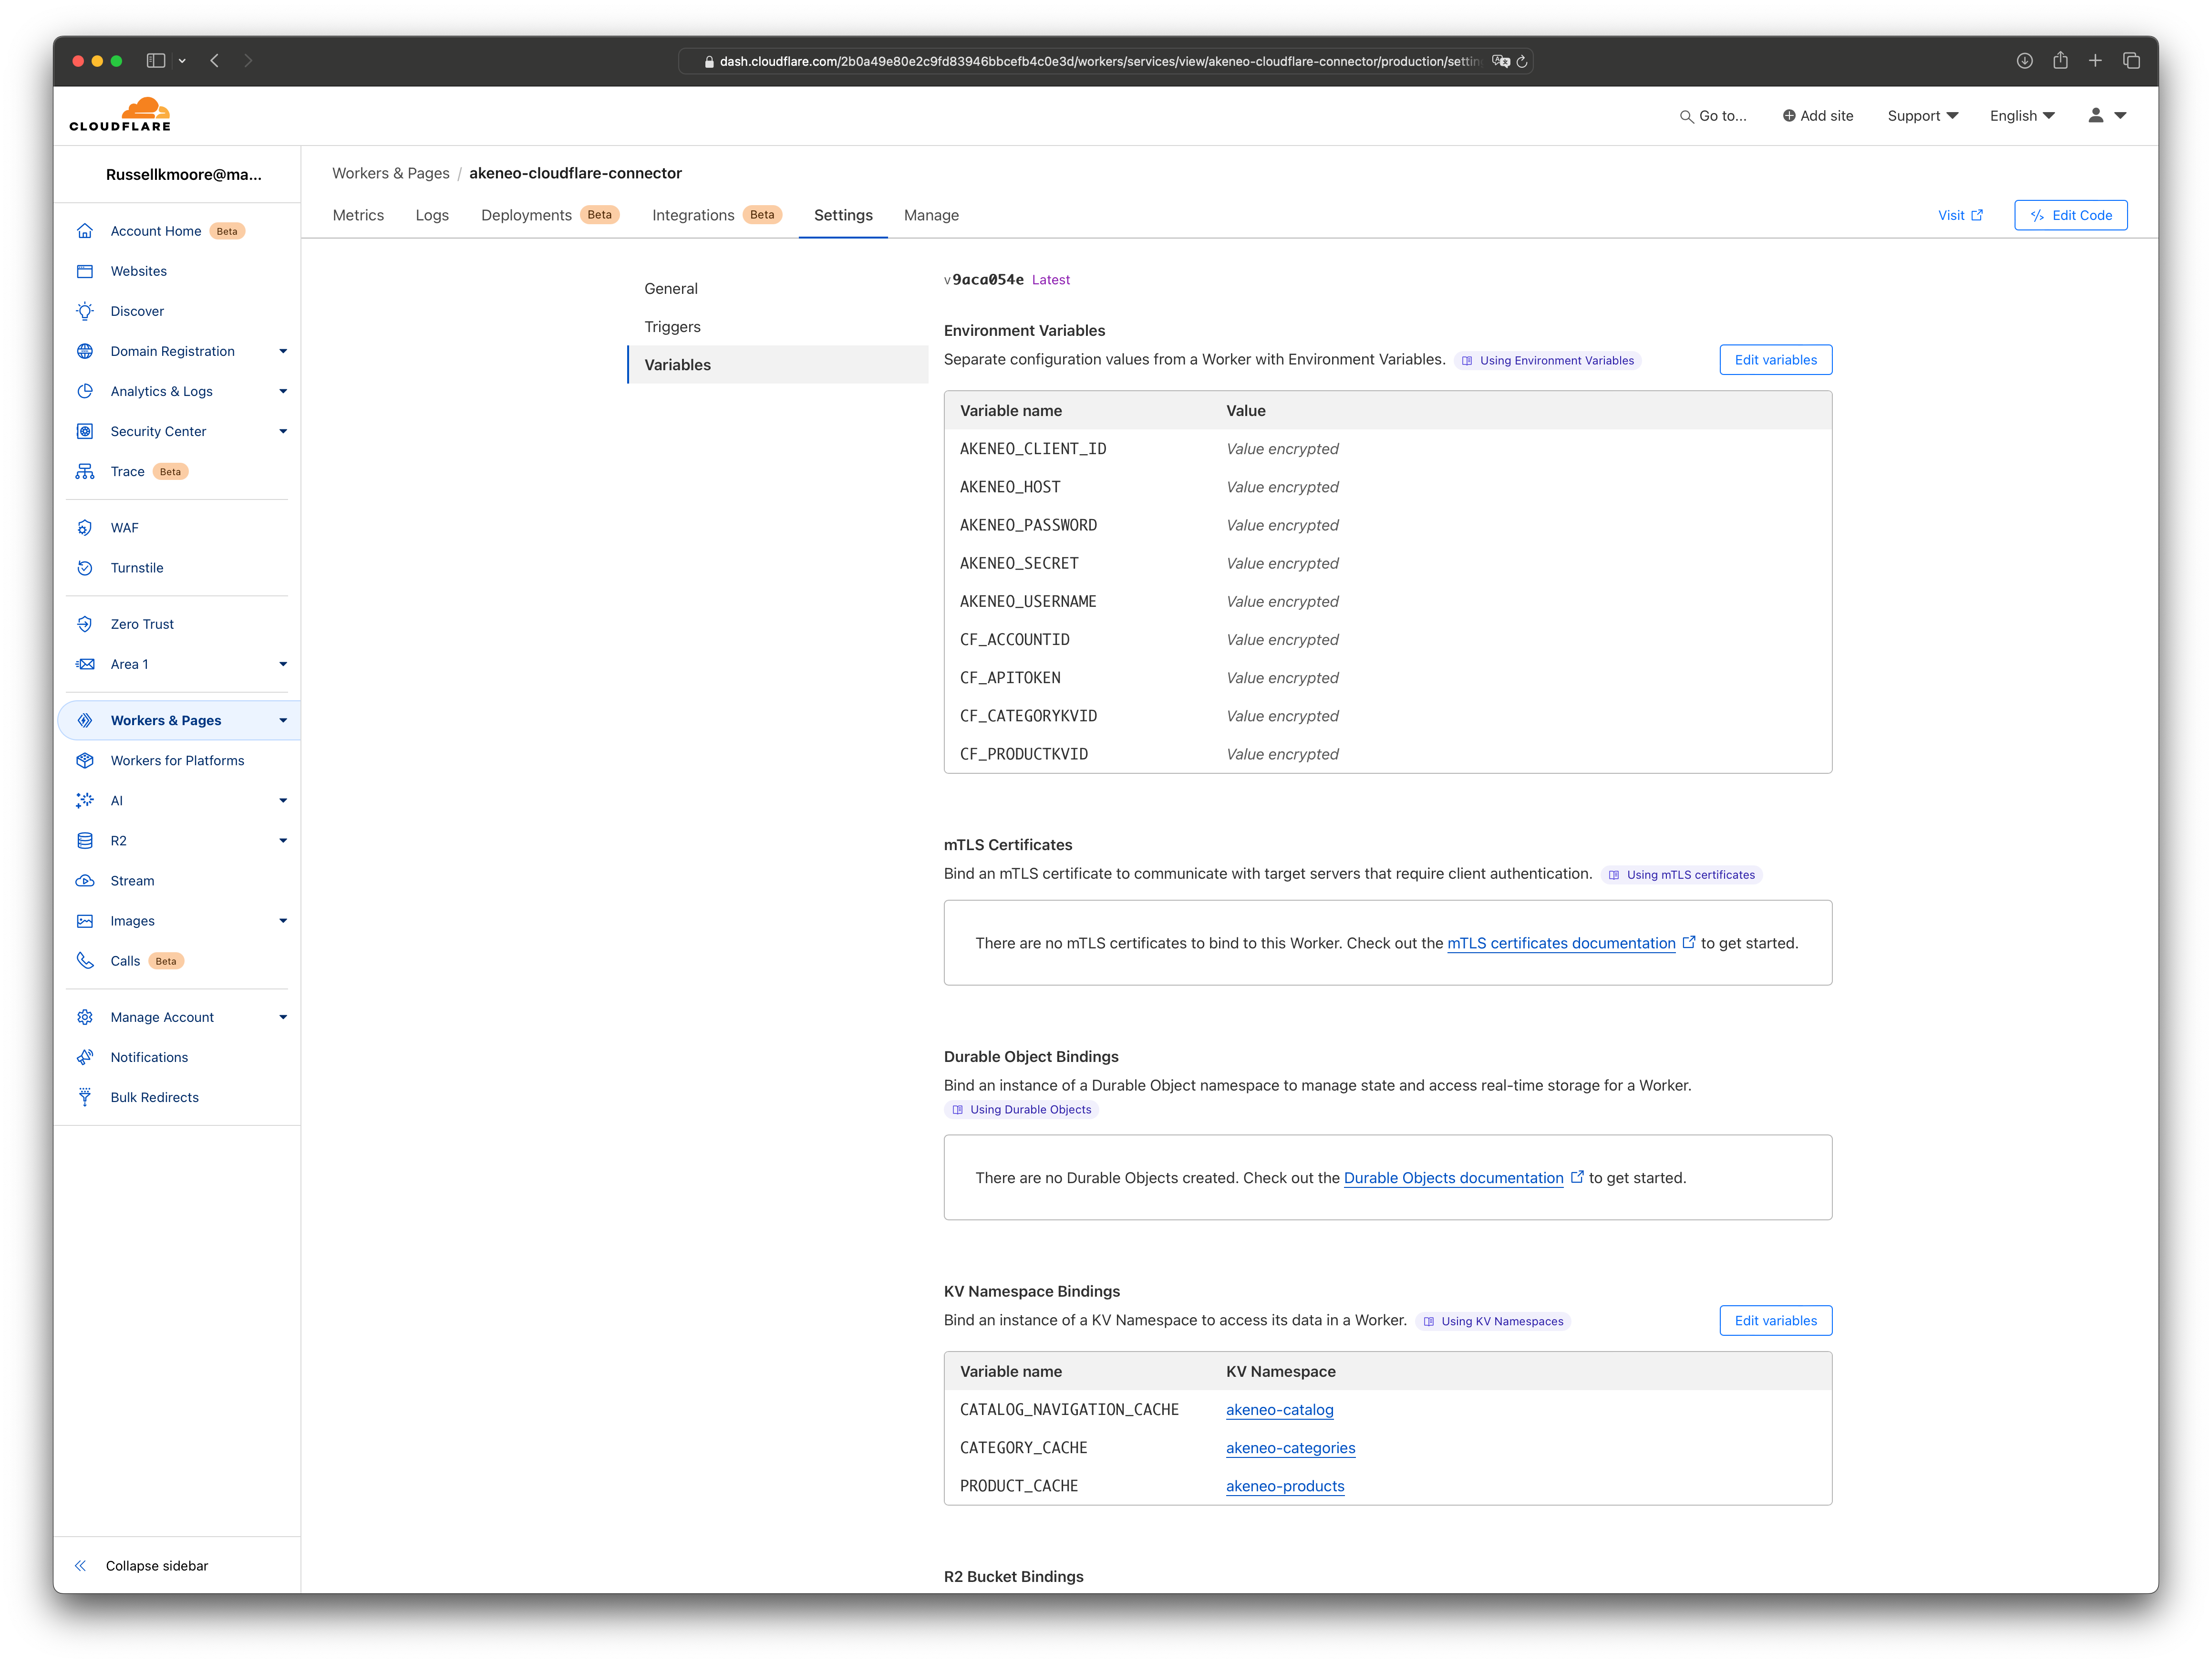 dash.cloudflare.com/2b0a49e80e2c9fd83946bbcefb4c0e3d/workers/services/view/akeneo-cloudflare-connector/production/settin
CLOUDFLARE
Go to...
Add site
Support
English
Russellkmoore@ma...
Account Home Beta
Websites
Discover
Domain Registration
Analytics & Logs
Security Center
Trace Beta
WAF
Turnstile
Zero Trust
Area 1
Workers & Pages
Workers for Platforms
AI
R2
Stream
Images
Calls Beta
Manage Account
Notifications
Bulk Redirects
Collapse sidebar
Workers & Pages / akeneo-cloudflare-connector
Metrics
Logs
Deployments Beta
Integrations Beta
Settings
Manage
Visit
Edit Code
General
Triggers
Variables
v9aca054e Latest
Environment Variables
Separate configuration values from a Worker with Environment Variables. Using Environment Variables
Edit variables
Variable name Value
AKENEO_CLIENT_ID Value encrypted
AKENEO_HOST Value encrypted
AKENEO_PASSWORD Value encrypted
AKENEO_SECRET Value encrypted
AKENEO_USERNAME Value encrypted
CF_ACCOUNTID Value encrypted
CF_APITOKEN Value encrypted
CF_CATEGORYKVID Value encrypted
CF_PRODUCTKVID Value encrypted
mTLS Certificates
Bind an mTLS certificate to communicate with target servers that require client authentication. Using mTLS certificates
There are no mTLS certificates to bind to this Worker. Check out the mTLS certificates documentation to get started.
Durable Object Bindings
Bind an instance of a Durable Object namespace to manage state and access real-time storage for a Worker.
Using Durable Objects
There are no Durable Objects created. Check out the Durable Objects documentation to get started.
KV Namespace Bindings
Bind an instance of a KV Namespace to access its data in a Worker. Using KV Namespaces
Edit variables
Variable name KV Namespace
CATALOG_NAVIGATION_CACHE akeneo-catalog
CATEGORY_CACHE akeneo-categories
PRODUCT_CACHE akeneo-products
R2 Bucket Bindings